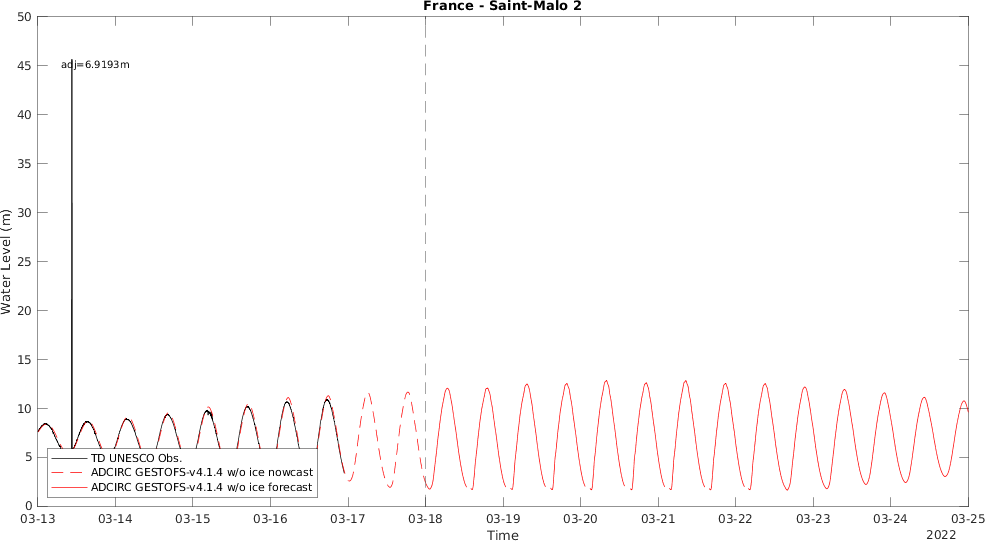 France - Saint-Malo 2
50
45
40
35
30
25
20
15
10
5
0
Water Level (m)
adj=6.9193m
TD UNESCO Obs.
ADCIRC GESTOFS-v4.1.4 w/o ice nowcast
ADCIRC GESTOFS-v4.1.4 w/o ice forecast
03-13 03-14 03-15 03-16 03-17 03-18 03-19 03-20 03-21 03-22 03-23 03-24 03-25
Time
2022